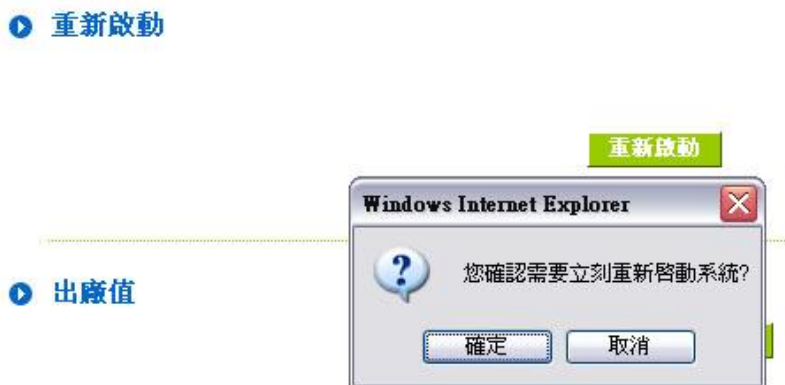 重新啟動
重新啟動
Windows Internet Explorer
您確認需要立刻重新啓動系統?
出廠值
確定
取消